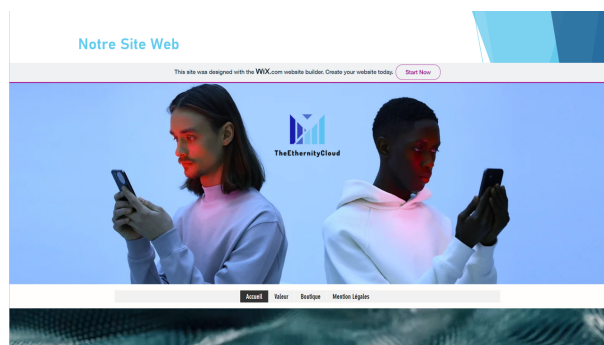 Notre Site Web
This site was designed with the WiX.com website builder. Create your website today. Start Now
TheEthernityCloud
Accueil Valeur Boutique Mention Légales